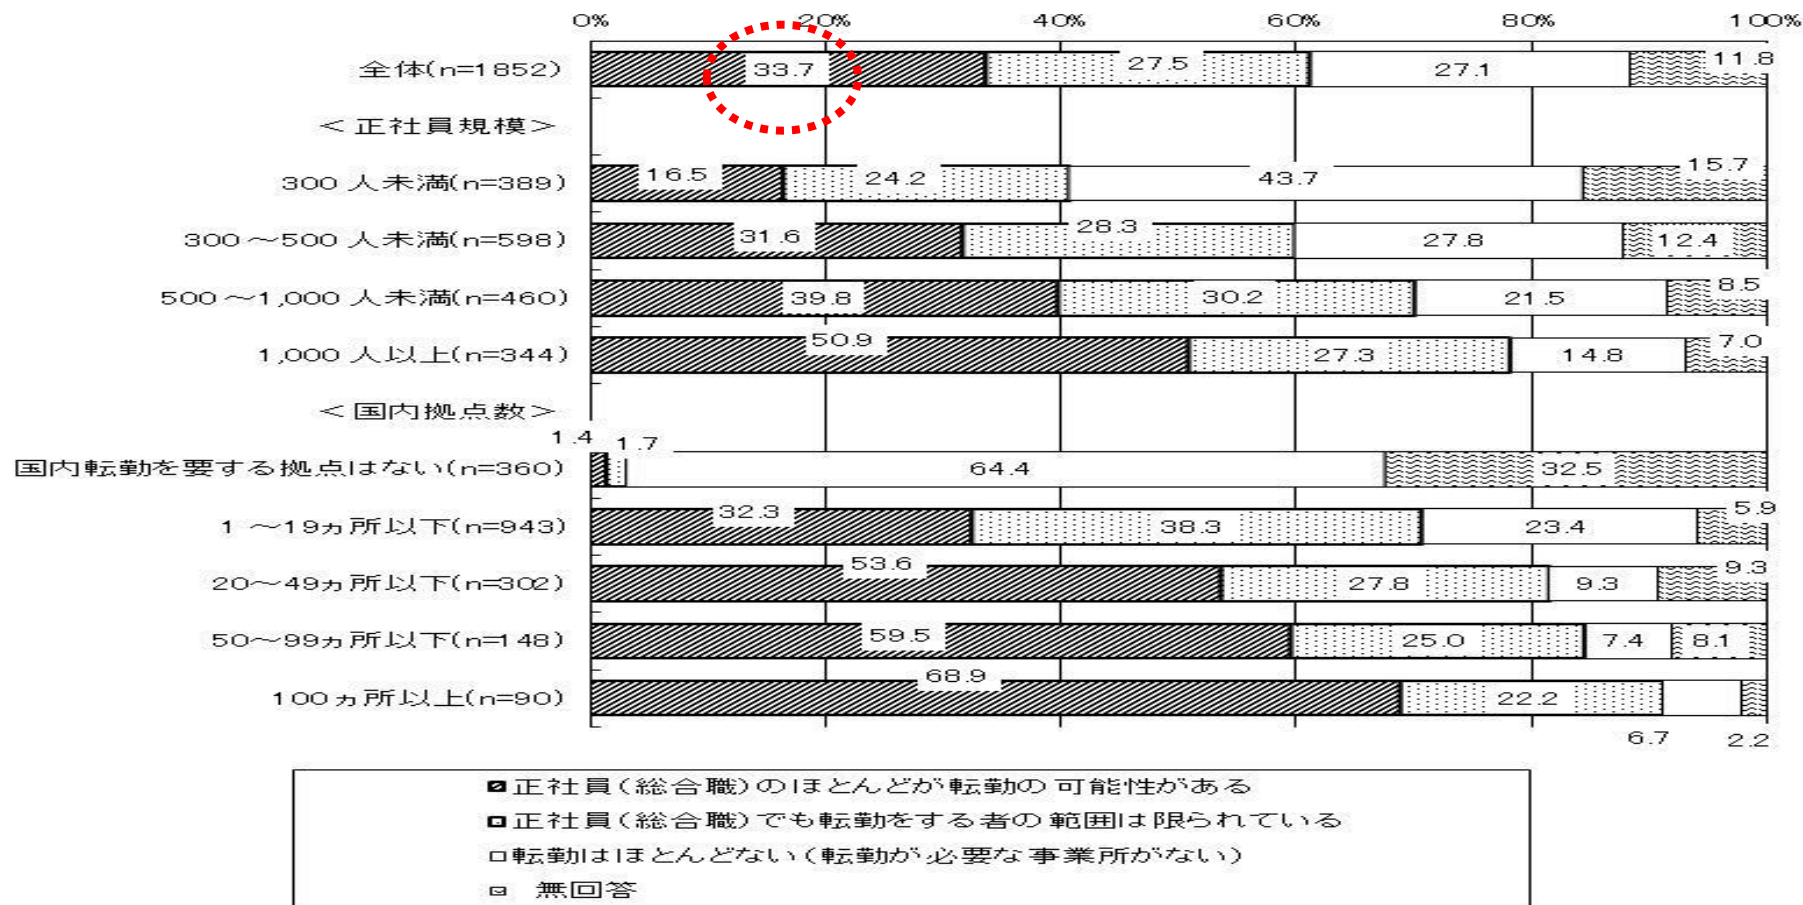 0% 20% 40% 60% 80% 100%
全体(n=1852) 33.7 27.5 27.1 11.8
＜正社員規模＞
300人未満(n=389) 16.5 24.2 43.7 15.7
300～500人未満(n=598) 31.6 28.3 27.8 12.4
500～1,000人未満(n=460) 39.8 30.2 21.5 8.5
1,000人以上(n=344) 50.9 27.3 14.8 7.0
＜国内拠点数＞
国内転勤を要する拠点はない(n=360) 1.4 1.7 64.4 32.5
1～19ヵ所以下(n=943) 32.3 38.3 23.4 5.9
20～49ヵ所以下(n=302) 53.6 27.8 9.3 9.3
50～99ヵ所以下(n=148) 59.5 25.0 7.4 8.1
100ヵ所以上(n=90) 68.9 22.2 6.7 2.2
正社員(総合職)のほとんどが転勤の可能性がある
正社員(総合職)でも転勤をする者の範囲は限られている
転勤はほとんどない(転勤が必要な事業所がない)
無回答